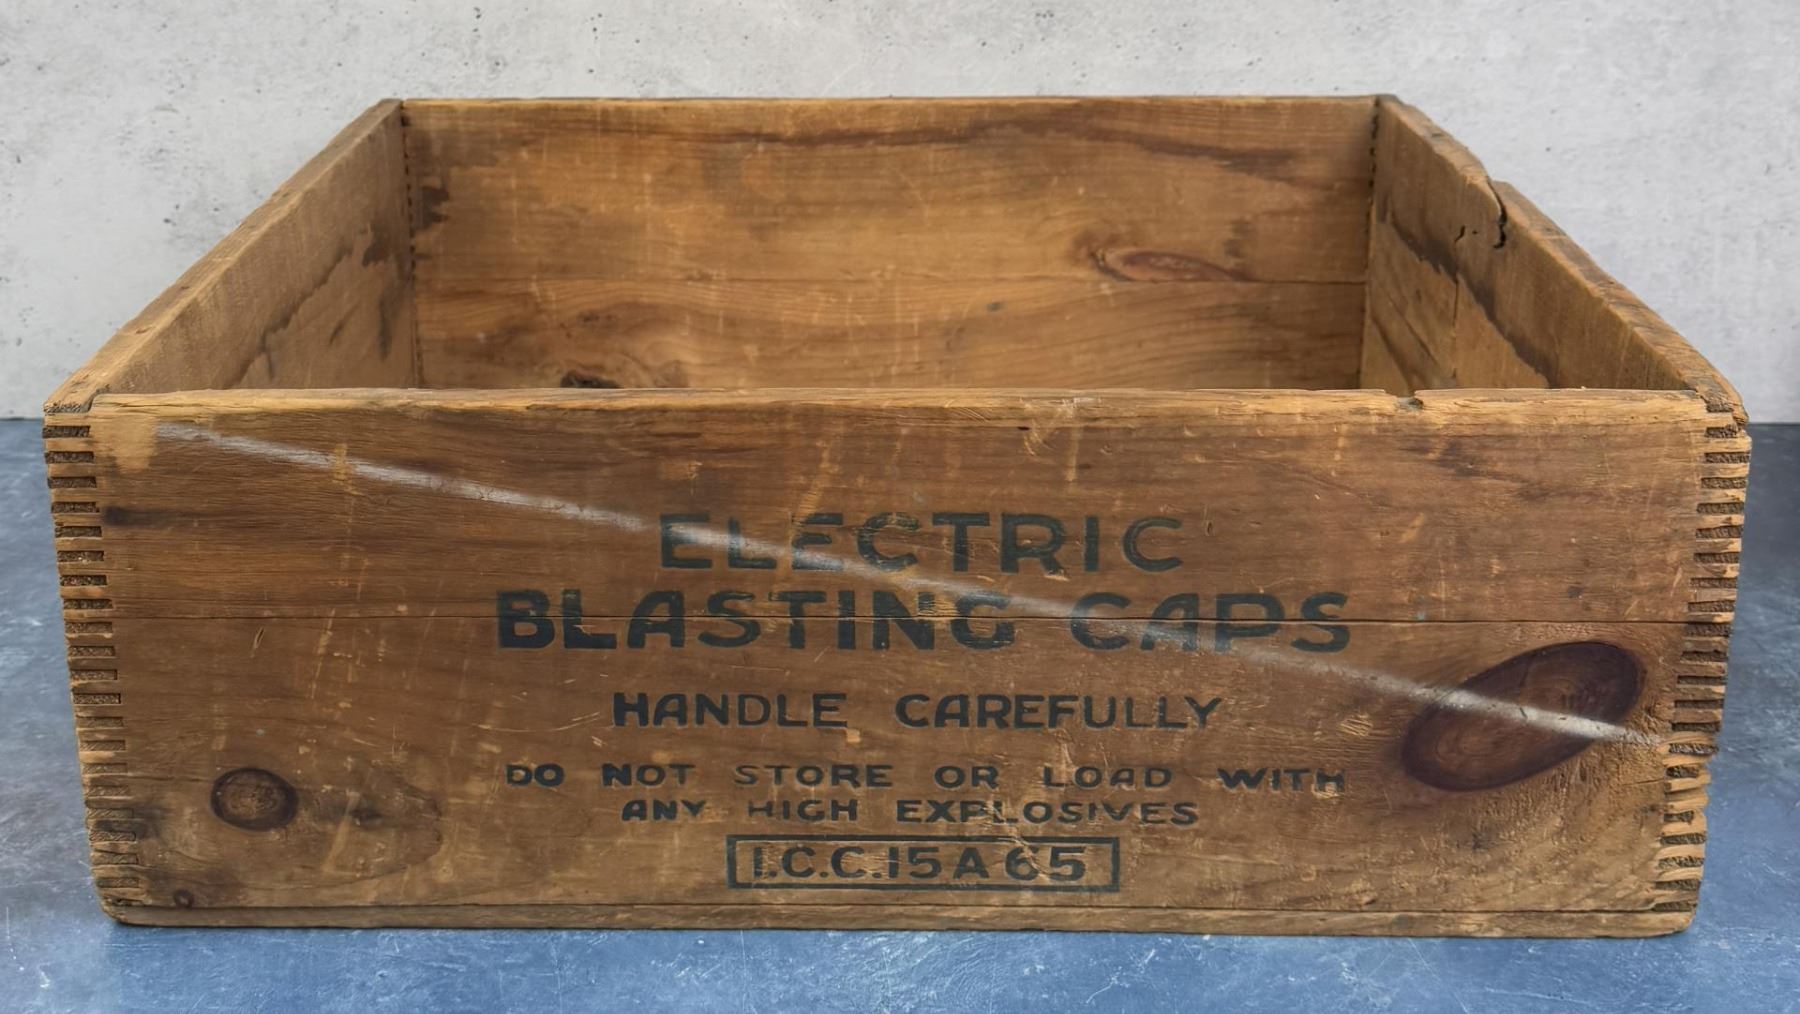 ELECTRIC
BLASTING CAPS
HANDLE CAREFULLY
DO NOT STORE OR LOAD WITH
ANY HIGH EXPLOSIVES
I.C.C.15A65